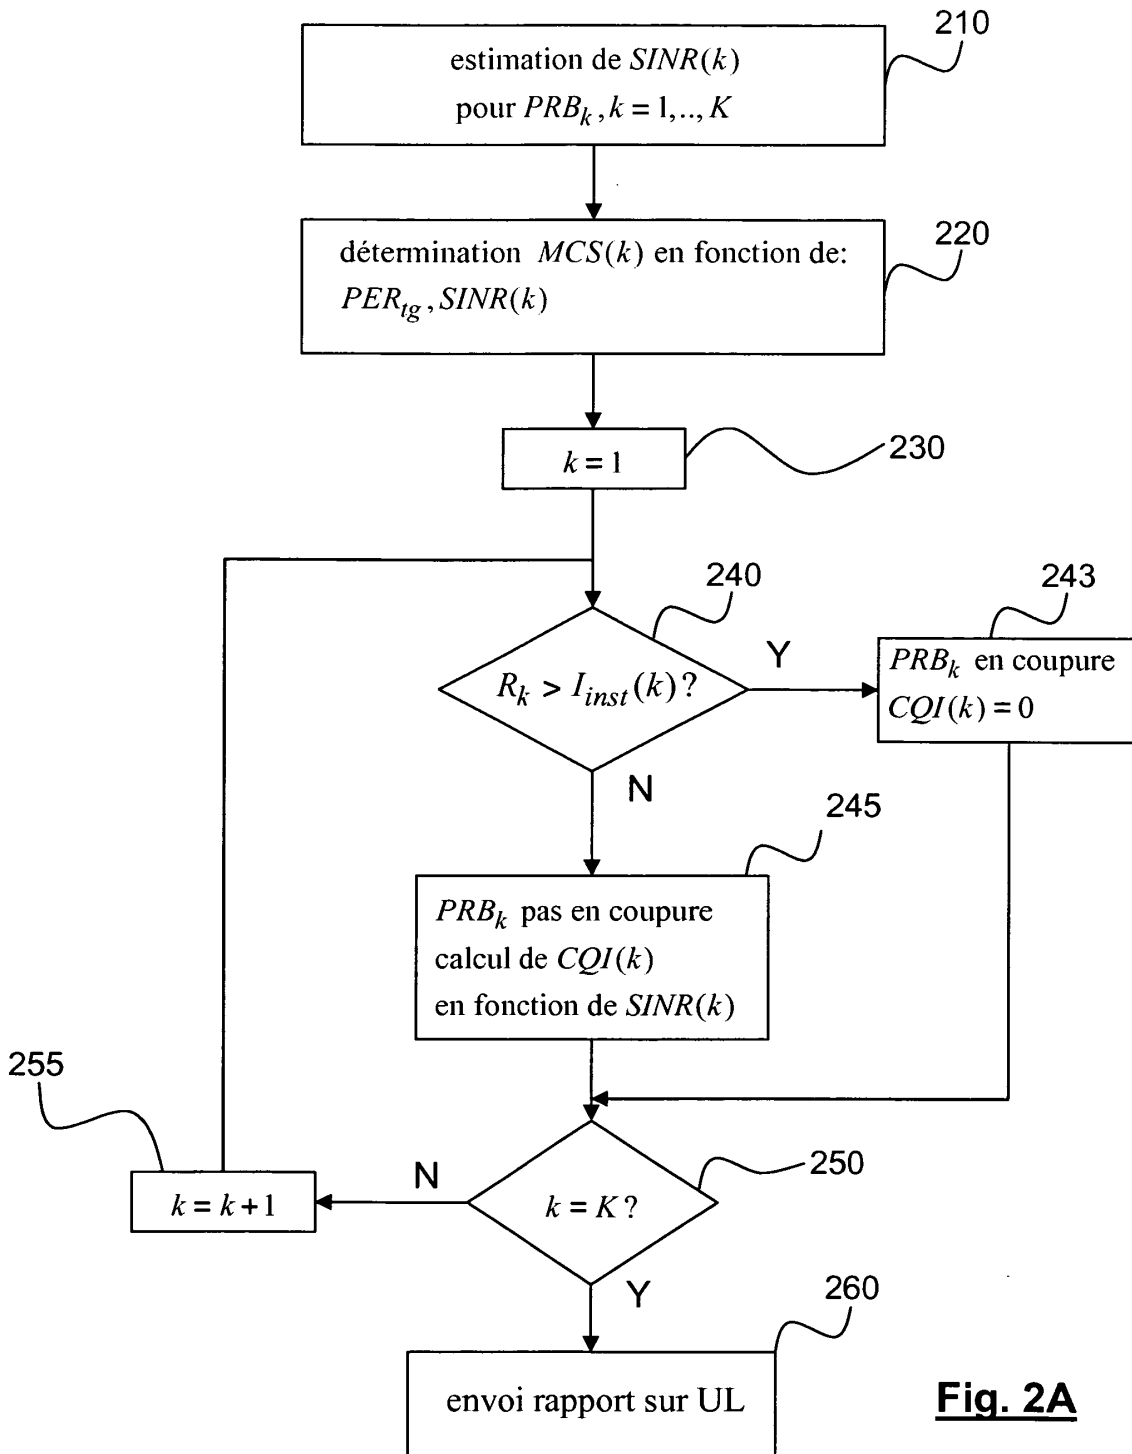 210
estimation de SINR(k)
pour PRB_k, k = 1,.., K
220
détermination MCS(k) en fonction de:
PER_tg, SINR(k)
230
k = 1
240
243
R_k > I_inst(k)?
Y
PRB_k en coupure
CQI(k) = 0
N
245
PRB_k pas en coupure
calcul de CQI(k)
en fonction de SINR(k)
255
250
N
k = k+1
k = K?
Y
260
envoi rapport sur UL
Fig. 2A